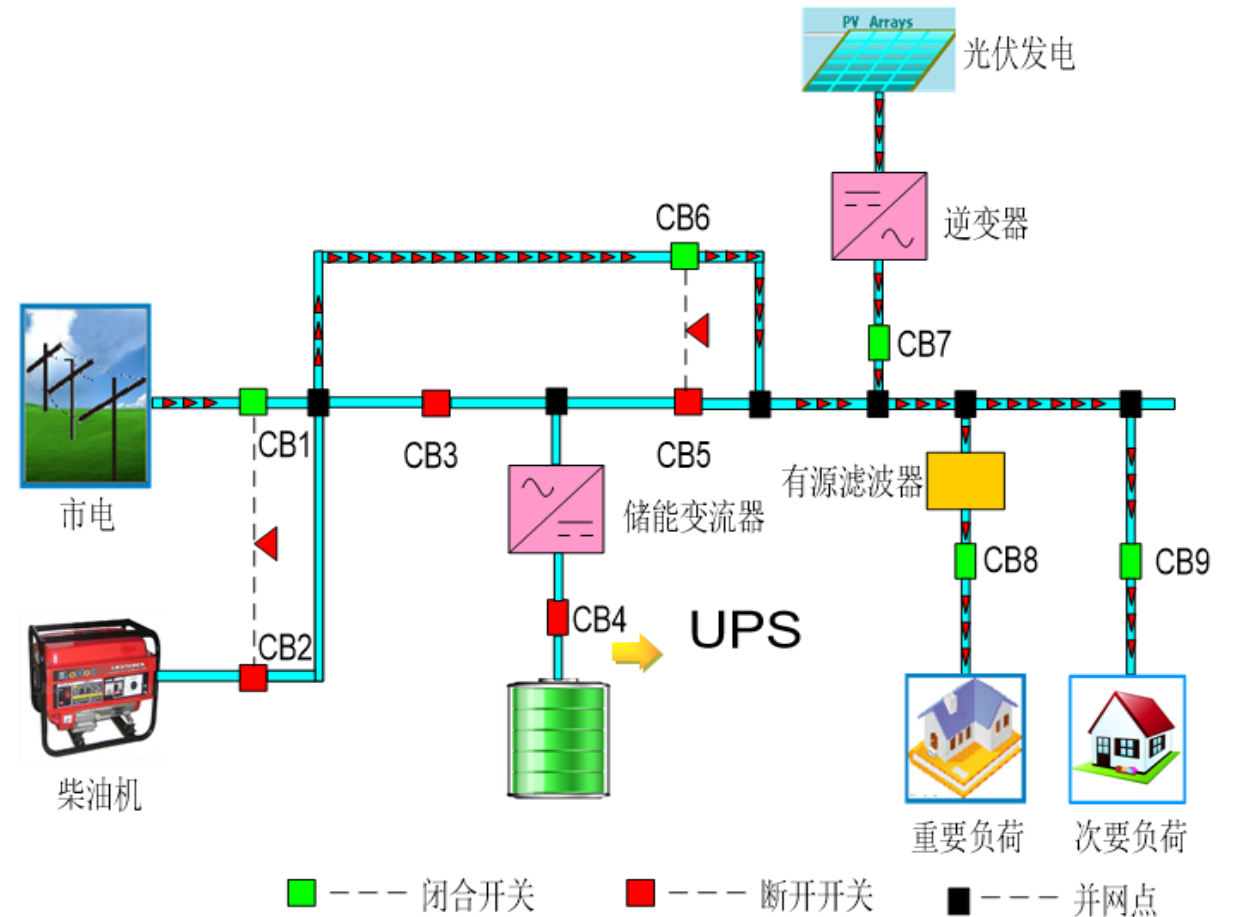 PV Arrays
光伏发电
逆变器
CB6
CB7
市电
CB1
CB3
CB5
有源滤波器
储能变流器
CB8
CB9
CB4
UPS
CB2
柴油机
重要负荷
次要负荷
闭合开关
断开开关
并网点